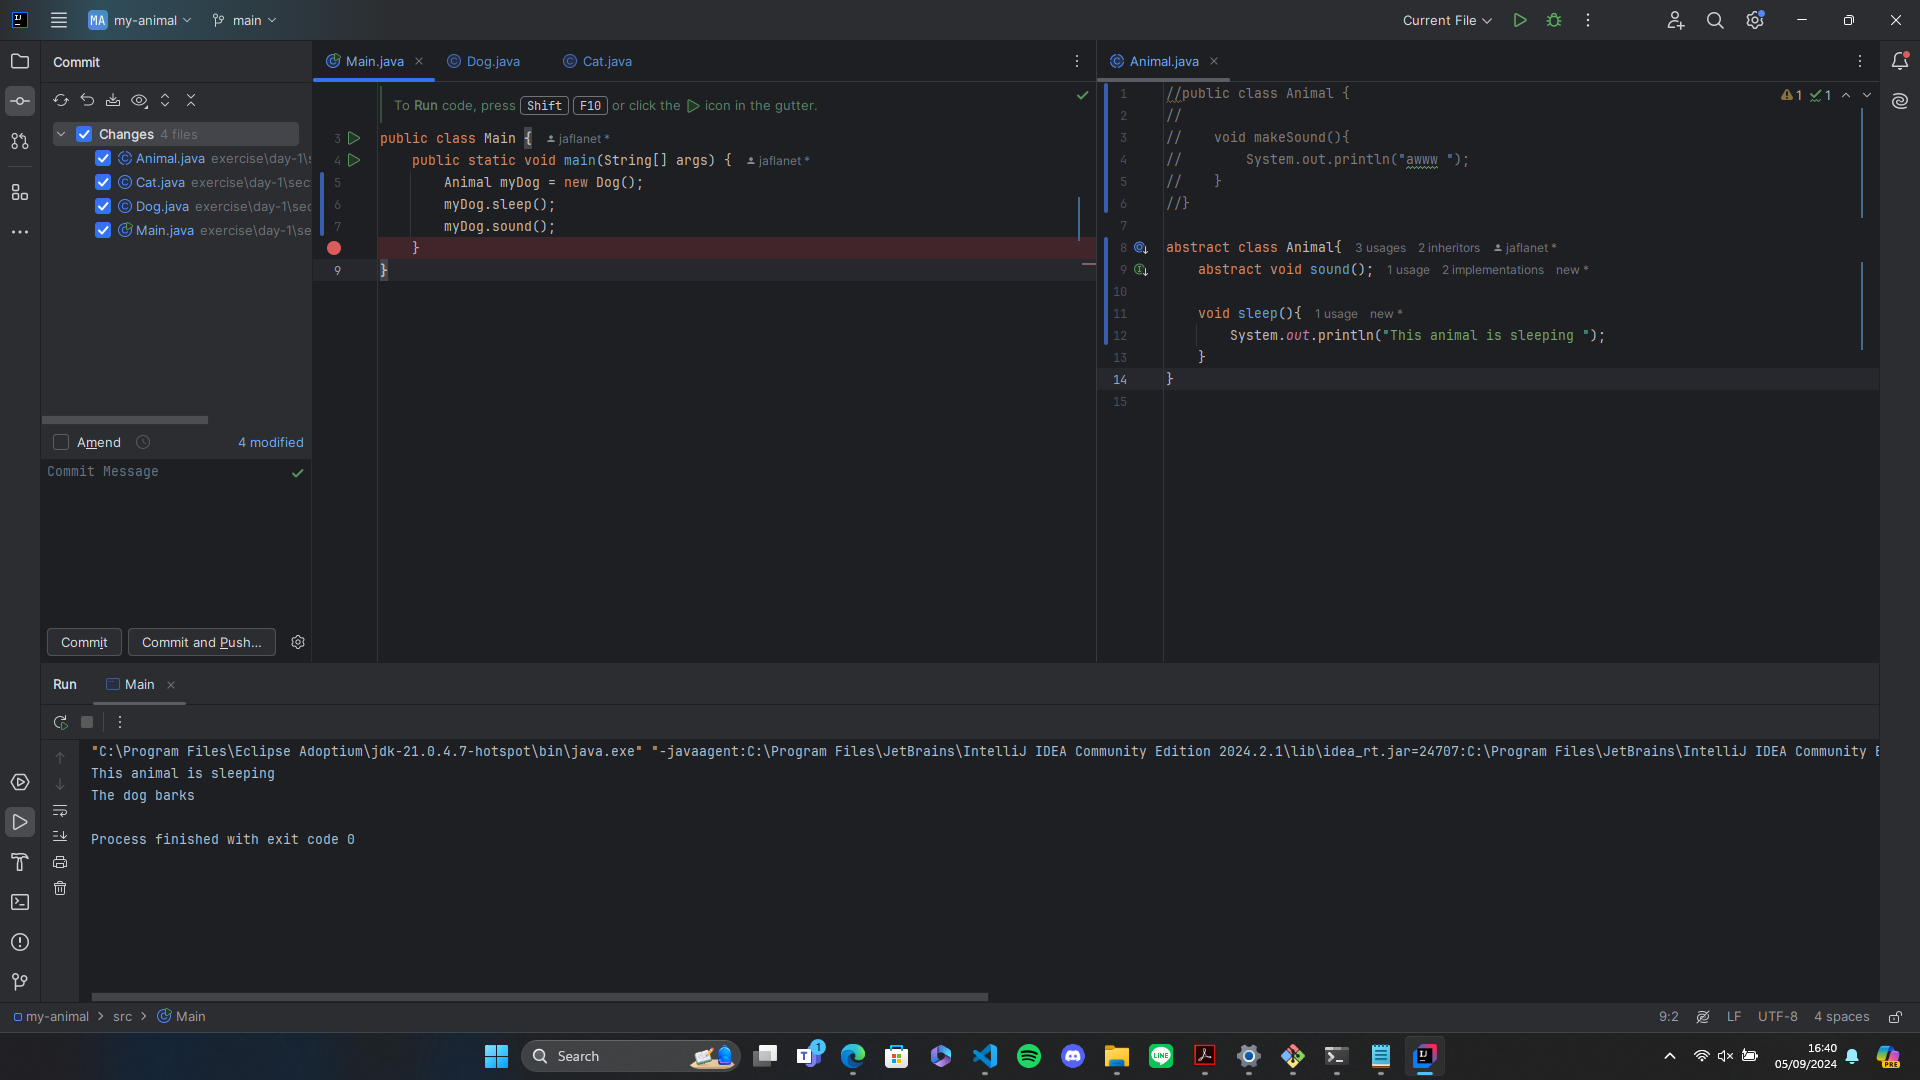 MA my-animal main
Current File
Commit
Changes 4 files
Animal.java exercise\day-1\s
Cat.java exercise\day-1\sec
Dog.java exercise\day-1\sec
Main.java exercise\day-1\se
Amend 4 modified
Commit Message
Commit Commit and Push...
Main.java Dog.java Cat.java
To Run code, press Shift F10 or click the icon in the gutter.
3 public class Main { jaflanet *
4 public static void main(String[] args) { jaflanet *
5 Animal myDog = new Dog();
6 myDog.sleep();
7 myDog.sound();
}
9 }
Animal.java
1 //public class Animal { 1 1
2 //
3 // void makeSound(){
4 // System.out.println("awww ");
5 // }
6 //}
7
8 abstract class Animal{ 3 usages 2 inheritors jaflanet *
9 abstract void sound(); 1 usage 2 implementations new *
10
11 void sleep(){ 1 usage new *
12 System.out.println("This animal is sleeping ");
13 }
14 }
15
Run Main
"C:\Program Files\Eclipse Adoptium\jdk-21.0.4.7-hotspot\bin\java.exe" "-javaagent:C:\Program Files\JetBrains\IntelliJ IDEA Community Edition 2024.2.1\lib\idea_rt.jar=24707:C:\Program Files\JetBrains\IntelliJ IDEA Community E
This animal is sleeping
The dog barks
Process finished with exit code 0
my-animal > src > Main
9:2 LF UTF-8 4 spaces
Search
1
LINE
16:40
05/09/2024
PRE